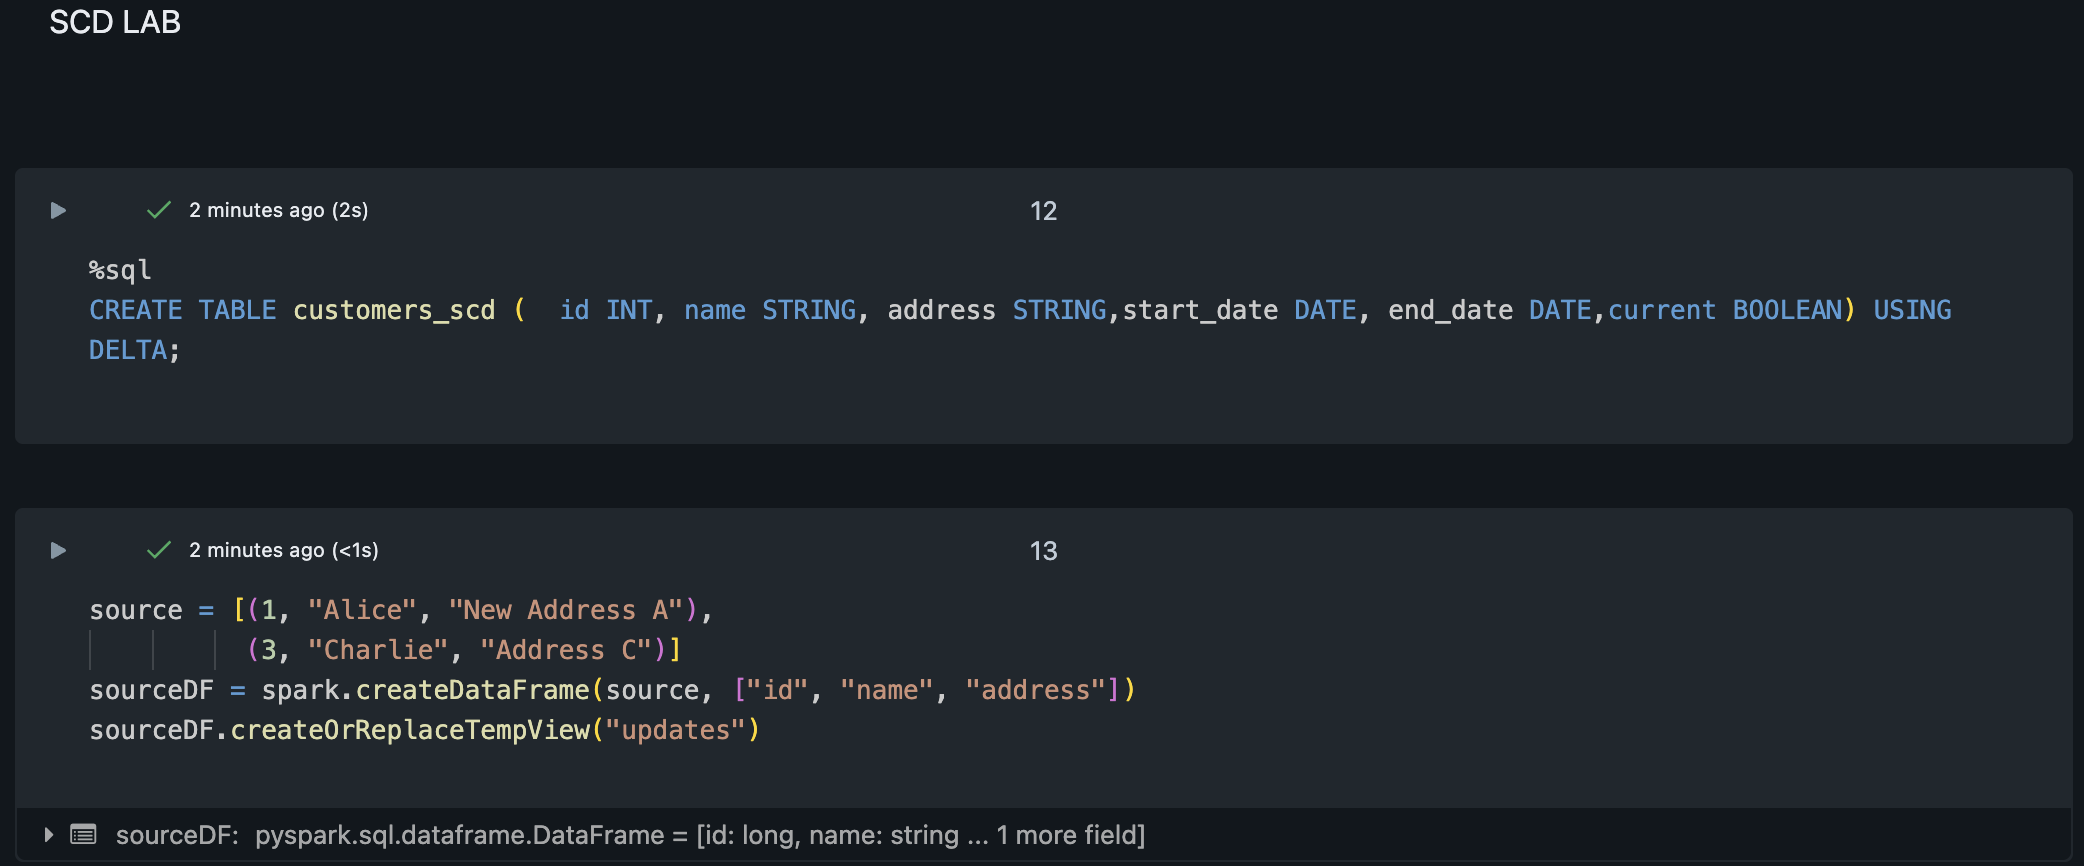 SCD LAB
2 minutes ago (2s)
12
%sql
CREATE TABLE customers_scd (  id INT, name STRING, address STRING,start_date DATE, end_date DATE,current BOOLEAN) USING
DELTA;
2 minutes ago (<1s)
13
source = [(1, "Alice", "New Address A"),
(3, "Charlie", "Address C")]
sourceDF = spark.createDataFrame(source, ["id", "name", "address"])
sourceDF.createOrReplaceTempView("updates")
sourceDF: pyspark.sql.dataframe.DataFrame = [id: long, name: string ... 1 more field]